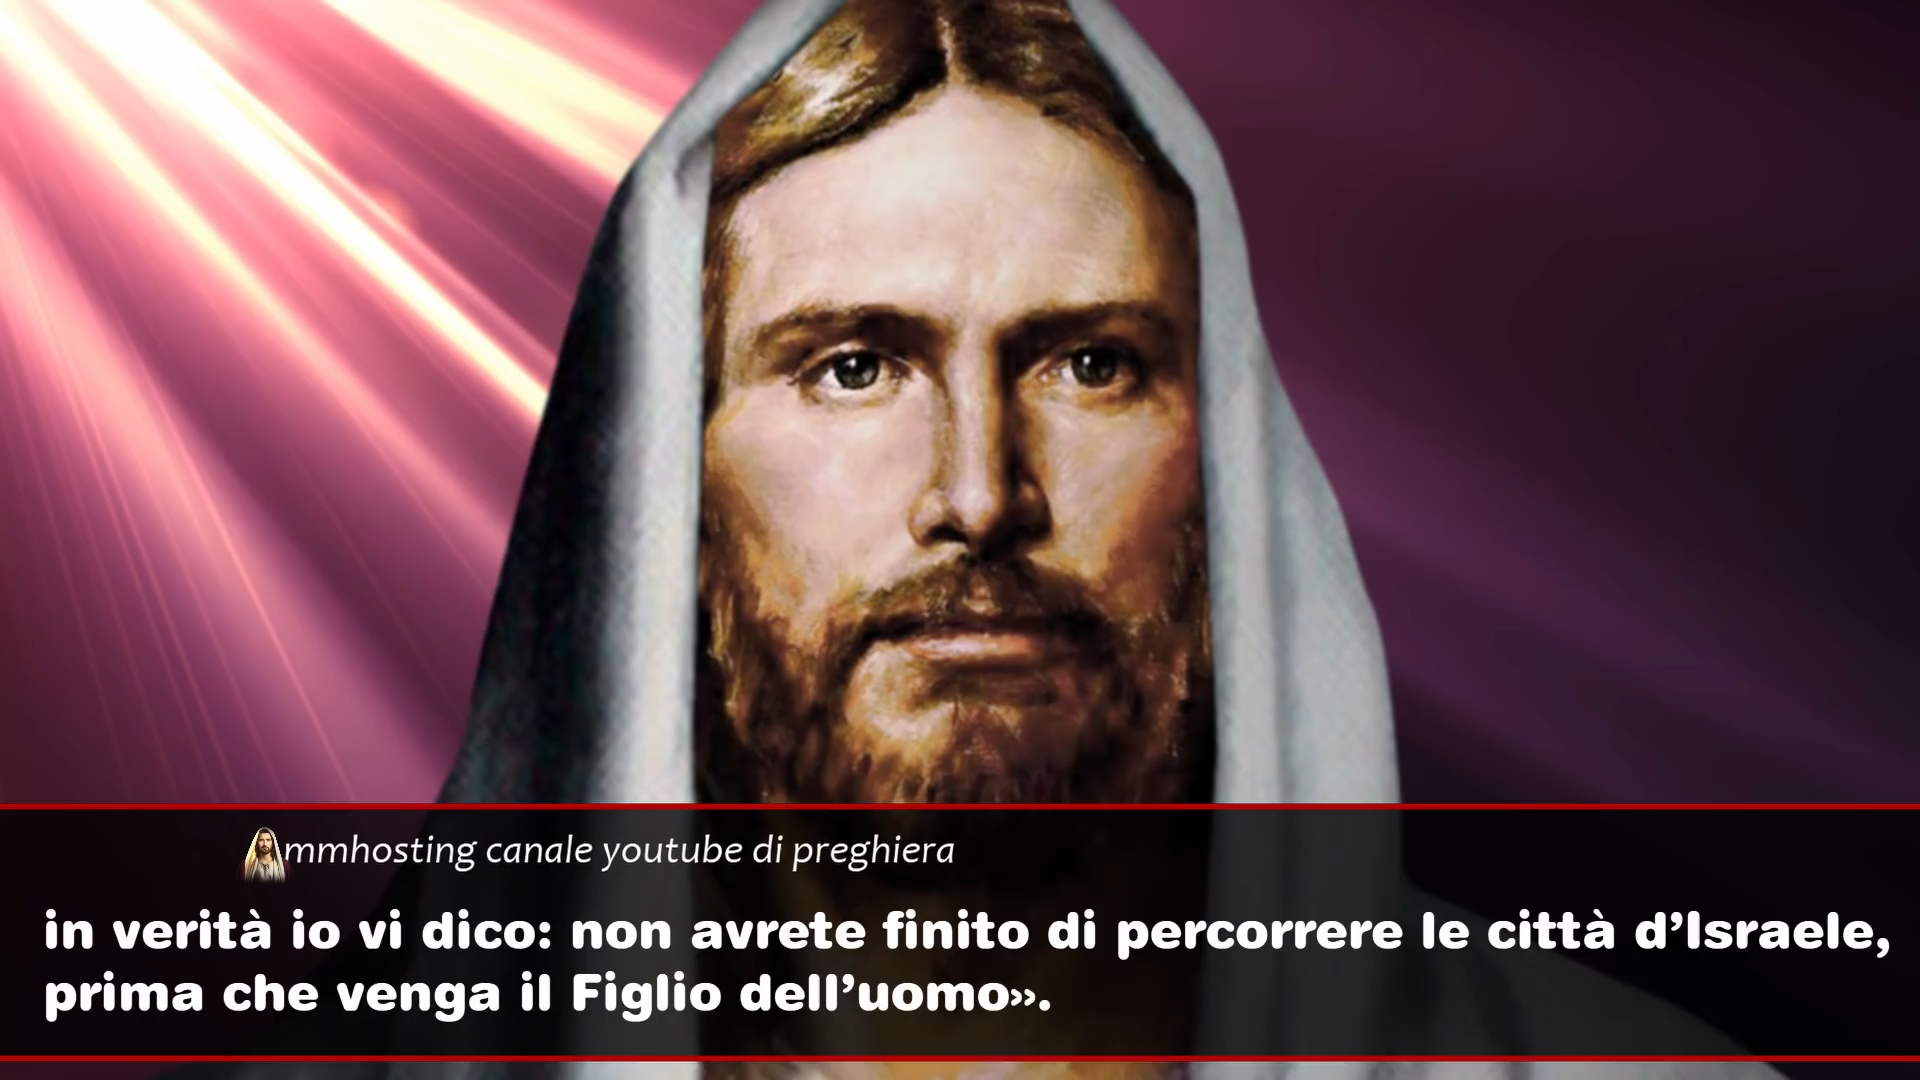 mmhosting canale youtube di preghiera
in verità io vi dico: non avrete finito di percorrere le città d’Israele,
prima che venga il Figlio dell’uomo».